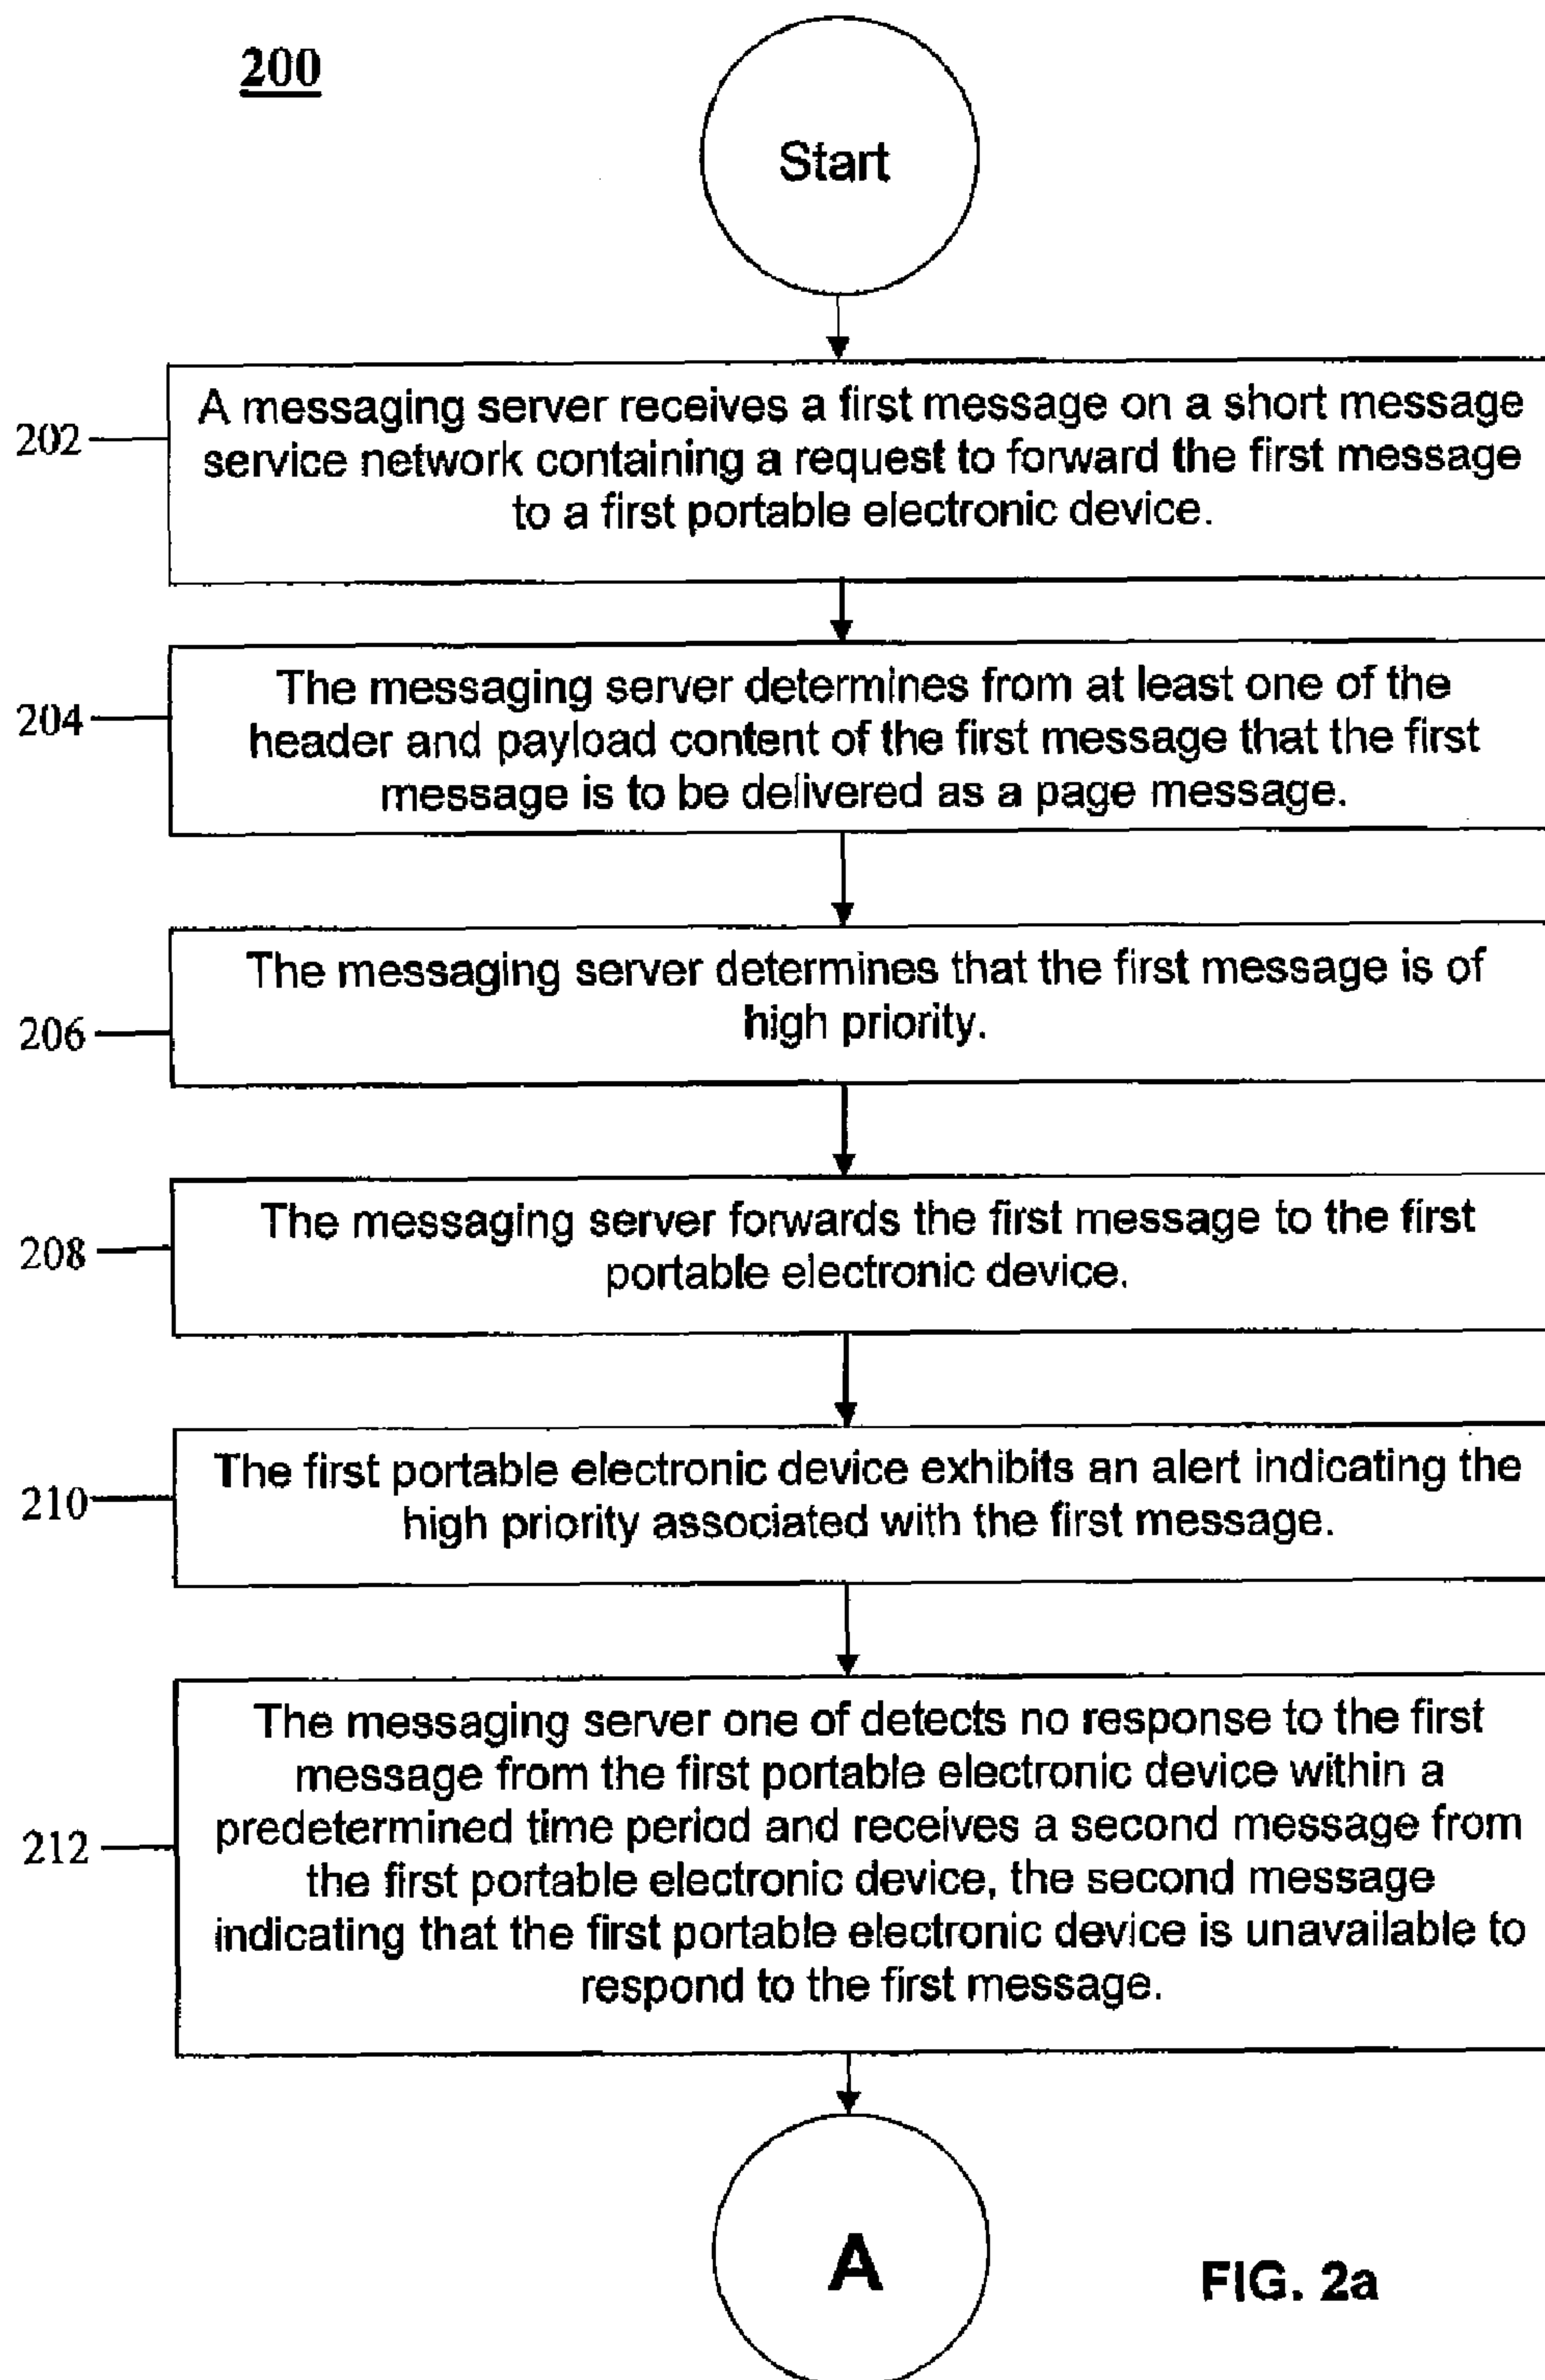 200
Start
202
A messaging server receives a first message on a short message
service network containing a request to forward the first message
to a first portable electronic device.
204
The messaging server determines from at least one of the
header and payload content of the first message that the first
message is to be delivered as a page message.
206
The messaging server determines that the first message is of
high priority.
208
The messaging server forwards the first message to the first
portable electronic device.
210
The first portable electronic device exhibits an alert indicating the
high priority associated with the first message.
212
The messaging server one of detects no response to the first
message from the first portable electronic device within a
predetermined time period and receives a second message from
the first portable electronic device, the second message
indicating that the first portable electronic device is unavailable to
respond to the first message.
A
FIG. 2a